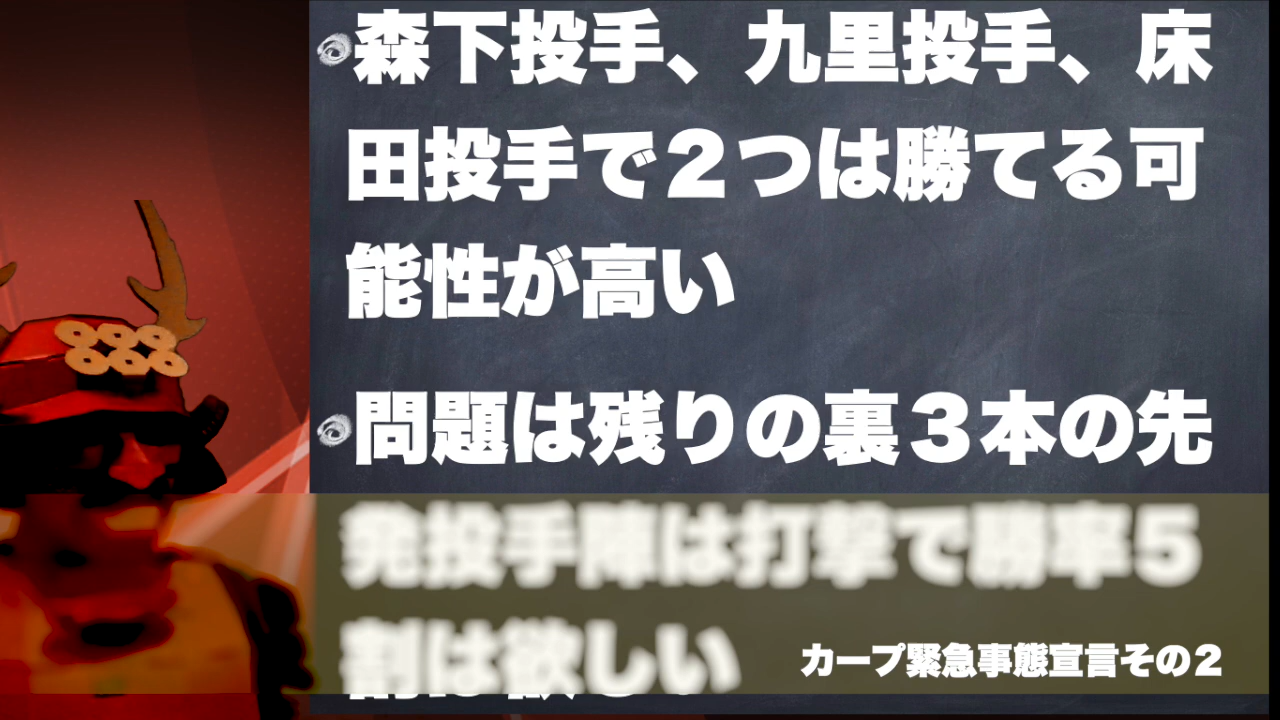 森下投手、九里投手、床
田投手で２つは勝てる可
能性が高い
問題は残りの裏３本の先
発投手陣は打撃で勝率５
割は欲しい
カープ緊急事態宣言その２